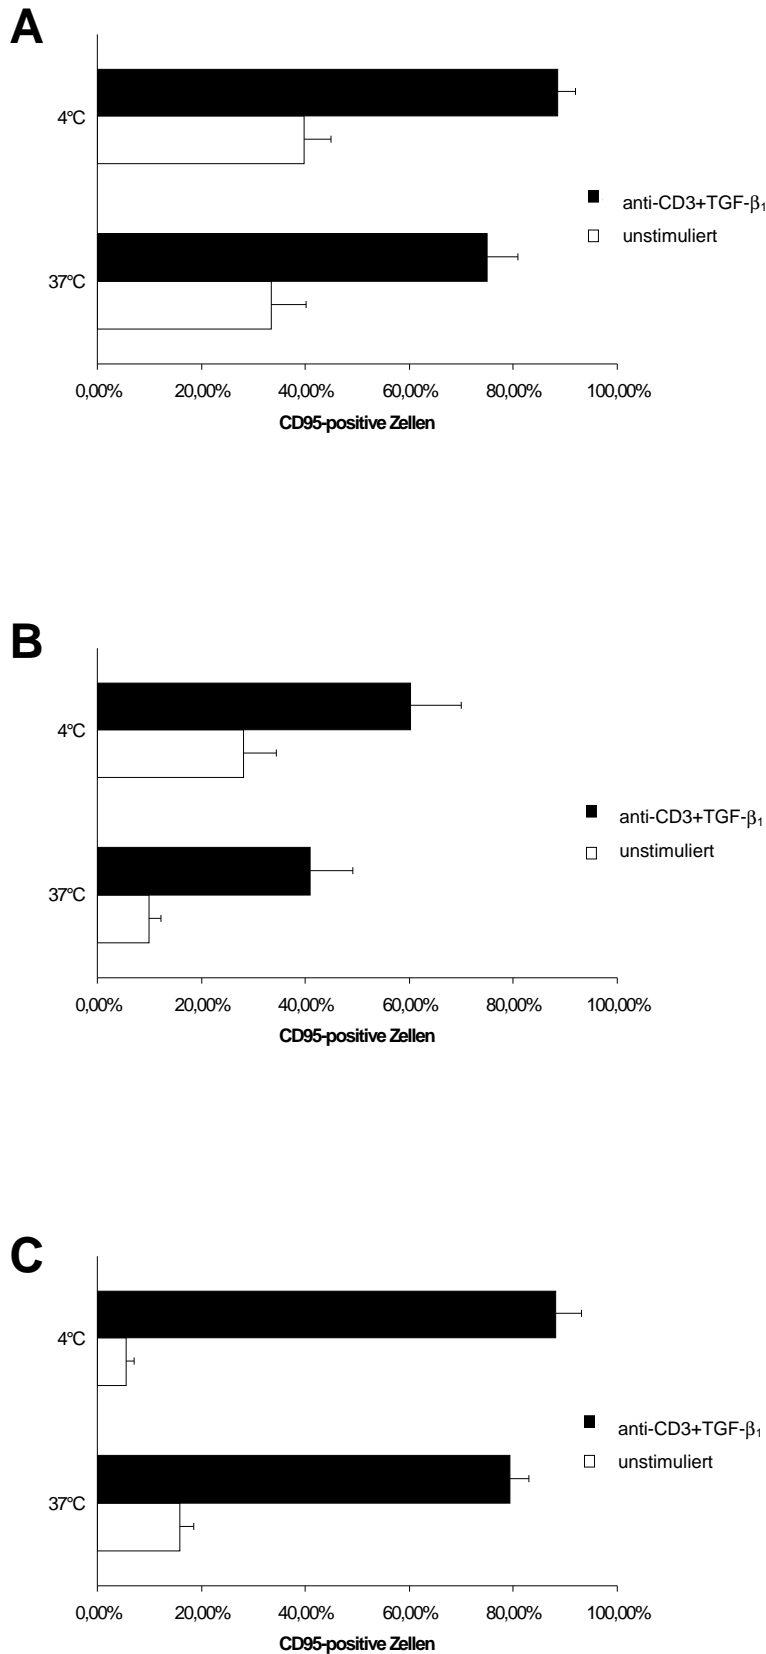 A
4°C
anti-CD3+TGF-β₁
unstimuliert
37°C
0,00% 20,00% 40,00% 60,00% 80,00% 100,00%
CD95-positive Zellen
B
4°C
anti-CD3+TGF-β₁
unstimuliert
37°C
0,00% 20,00% 40,00% 60,00% 80,00% 100,00%
CD95-positive Zellen
C
4°C
anti-CD3+TGF-β₁
unstimuliert
37°C
0,00% 20,00% 40,00% 60,00% 80,00% 100,00%
CD95-positive Zellen